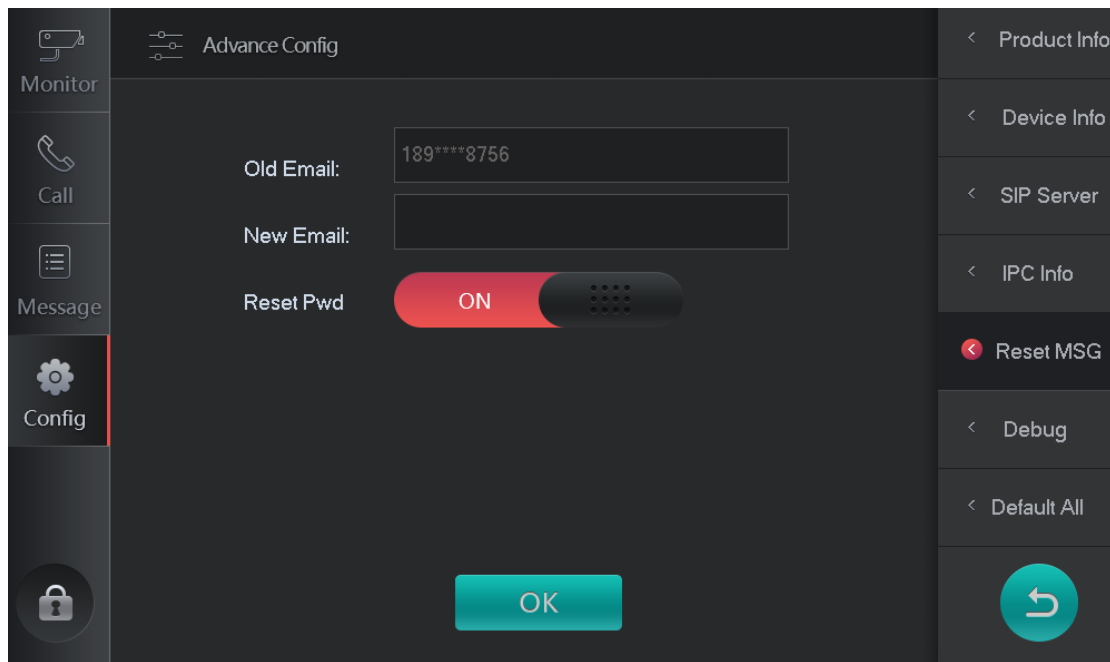 Monitor
Call
Message
Config
Advance Config
Old Email:
189****8756
New Email:
Reset Pwd
ON
OK
Product Info
Device Info
SIP Server
IPC Info
Reset MSG
Debug
Default All